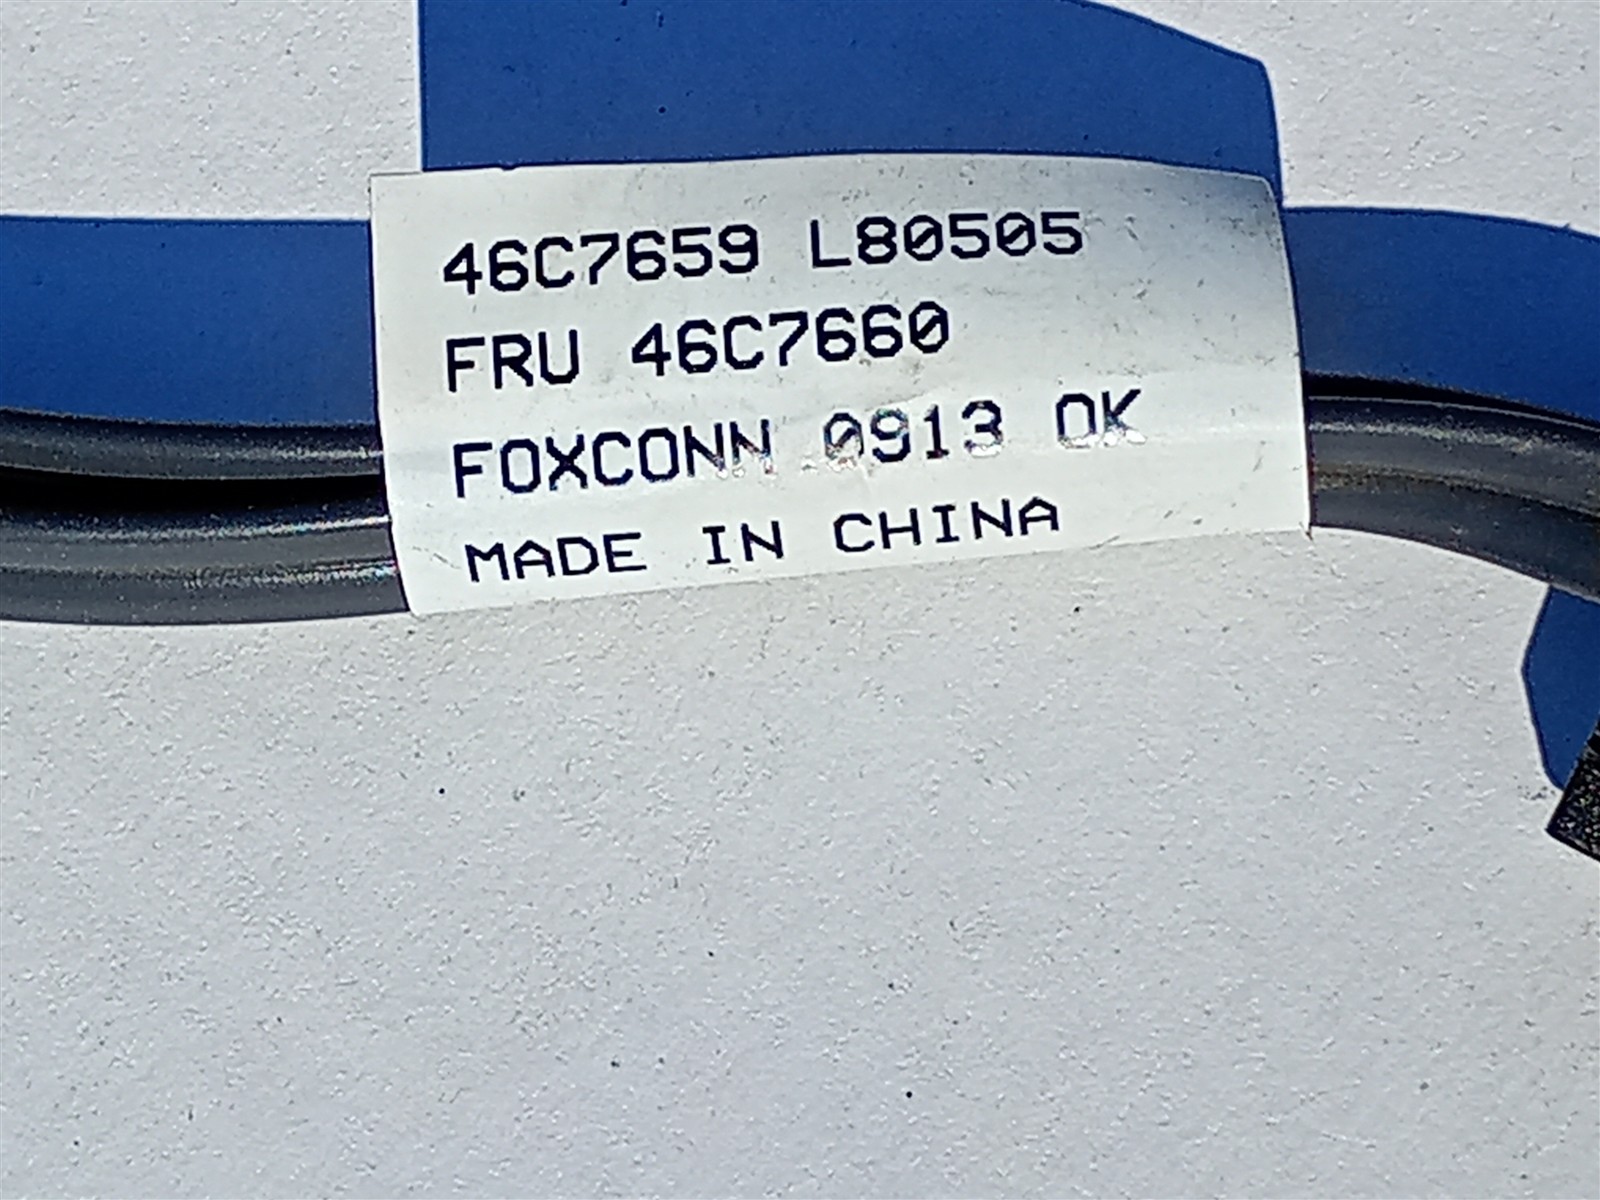 46C7659 L80505
FRU 46C7660
FOXCONN 0913 OK
MADE IN CHINA